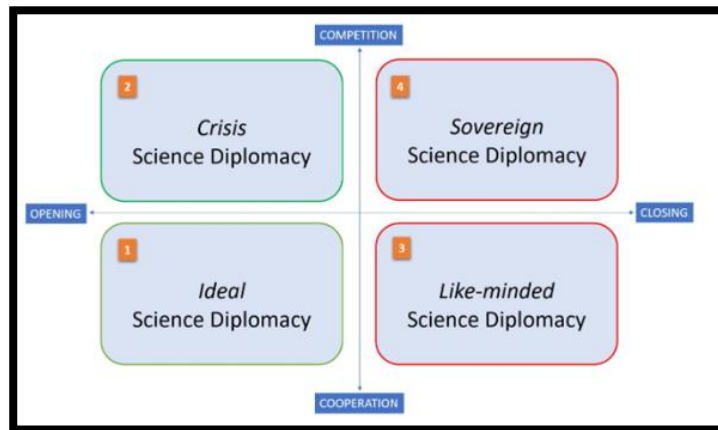 COMPETITION
2
Crisis
Science Diplomacy
4
Sovereign
Science Diplomacy
OPENING
CLOSING
1
Ideal
Science Diplomacy
3
Like-minded
Science Diplomacy
COOPERATION